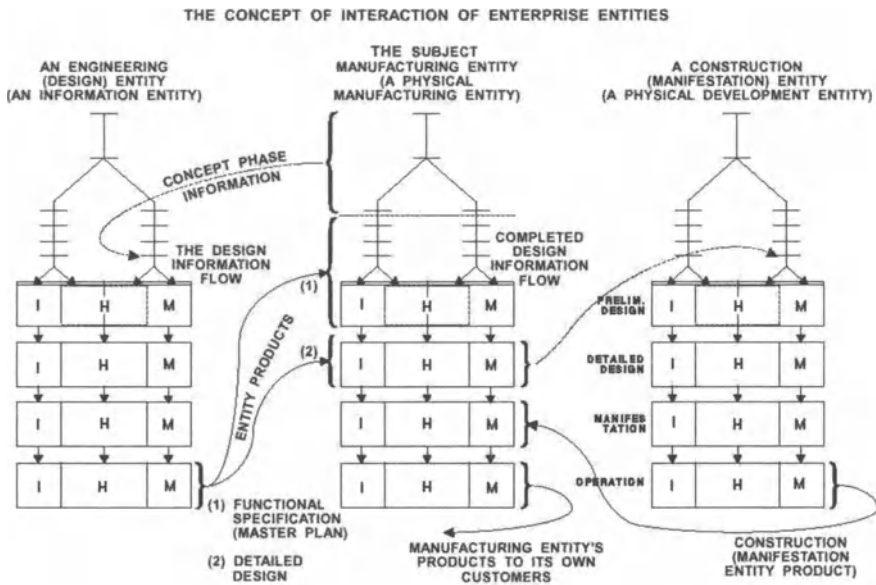 THE CONCEPT OF INTERACTION OF ENTERPRISE ENTITIES
AN ENGINEERING
(DESIGN) ENTITY
(AN INFORMATION ENTITY)
THE SUBJECT
MANUFACTURING ENTITY
(A PHYSICAL
MANUFACTURING ENTITY)
A CONSTRUCTION
(MANIFESTATION) ENTITY
(A PHYSICAL DEVELOPMENT ENTITY)
CONCEPT PHASE
INFORMATION
THE DESIGN
INFORMATION
FLOW
COMPLETED
DESIGN
INFORMATION
FLOW
(1)
I H M
I H M
PRELIM.
DESIGN
I H M
(2)
ENTITY PRODUCTS
I H M
I H M
DETAILED
DESIGN
I H M
I H M
I H M
MANIFES
TATION
I H M
I H M
I H M
OPERATION
I H M
(1) FUNCTIONAL
SPECIFICATION
(MASTER PLAN)
(2) DETAILED
DESIGN
MANUFACTURING ENTITY'S
PRODUCTS TO ITS OWN
CUSTOMERS
CONSTRUCTION
(MANIFESTATION
ENTITY PRODUCT)